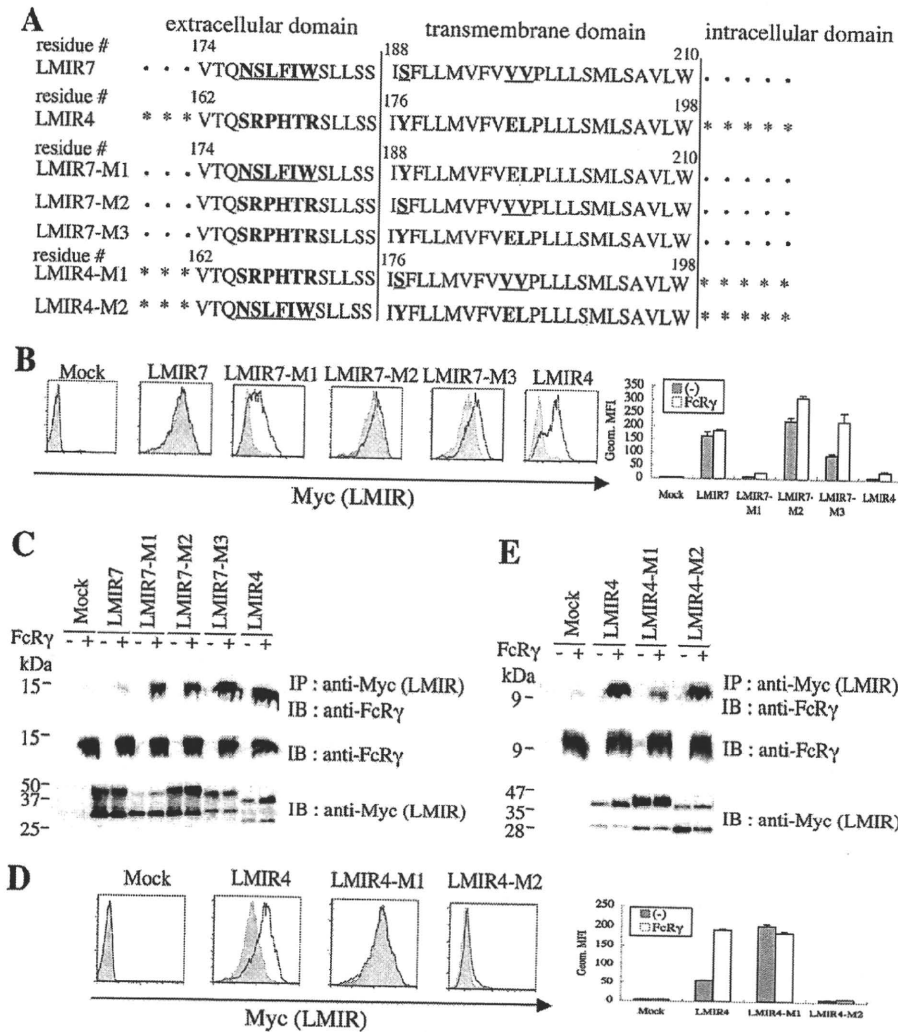 A
extracellular domain transmembrane domain intracellular domain
residue # 174 188 210
LMIR7 · · · VTQNSLFIWSLLSS ISFLLMVFVVVPLLLSMLSAVLW · · · · ·
residue # 162 176 198
LMIR4 * * * VTQSRPHTRSLLSS IYFLLMVFVELPLLLSMLSAVLW * * * * *
residue # 174 188 210
LMIR7-M1 · · · VTQNSLFIWSLLSS IYFLLMVFVELPLLLSMLSAVLW · · · · ·
LMIR7-M2 · · · VTQSRPHTRSLLSS ISFLLMVFVVVPLLLSMLSAVLW · · · · ·
LMIR7-M3 · · · VTQSRPHTRSLLSS IYFLLMVFVELPLLLSMLSAVLW · · · · ·
residue # 162 176 198
LMIR4-M1 * * * VTQSRPHTRSLLSS ISFLLMVFVVVPLLLSMLSAVLW * * * * *
LMIR4-M2 * * * VTQNSLFIWSLLSS IYFLLMVFVELPLLLSMLSAVLW * * * * *
B
Mock LMIR7 LMIR7-M1 LMIR7-M2 LMIR7-M3 LMIR4
Myc (LMIR)
Geom. MFI
350
300
250
200
150
100
50
0
(-)
FcRγ
Mock LMIR7 LMIR7-M1 LMIR7-M2 LMIR7-M3 LMIR4
C
Mock LMIR7 LMIR7-M1 LMIR7-M2 LMIR7-M3 LMIR4
FcRγ - + - + - + - + - + - +
kDa
15 IP : anti-Myc (LMIR)
IB : anti-FcRγ
15 IB : anti-FcRγ
50
37 IB : anti-Myc (LMIR)
25
E
Mock LMIR4 LMIR4-M1 LMIR4-M2
FcRγ - + - + - + - +
kDa
9 IP : anti-Myc (LMIR)
IB : anti-FcRγ
9 IB : anti-FcRγ
47
35 IB : anti-Myc (LMIR)
28
D
Mock LMIR4 LMIR4-M1 LMIR4-M2
Myc (LMIR)
Geom. MFI
250
200
150
100
50
0
(-)
FcRγ
Mock LMIR4 LMIR4-M1 LMIR4-M2